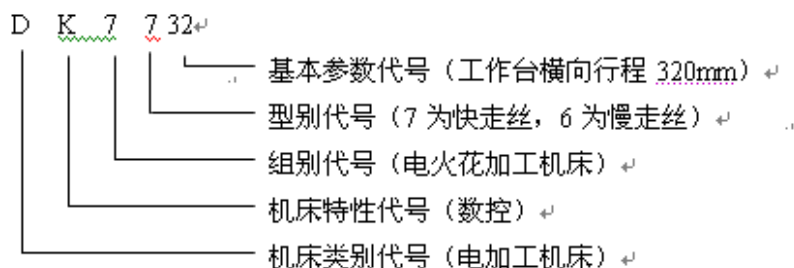 D K 7 7 32
基本参数代号（工作台横向行程 320mm）
型别代号（7 为快走丝，6 为慢走丝）
组别代号（电火花加工机床）
机床特性代号（数控）
机床类别代号（电加工机床）